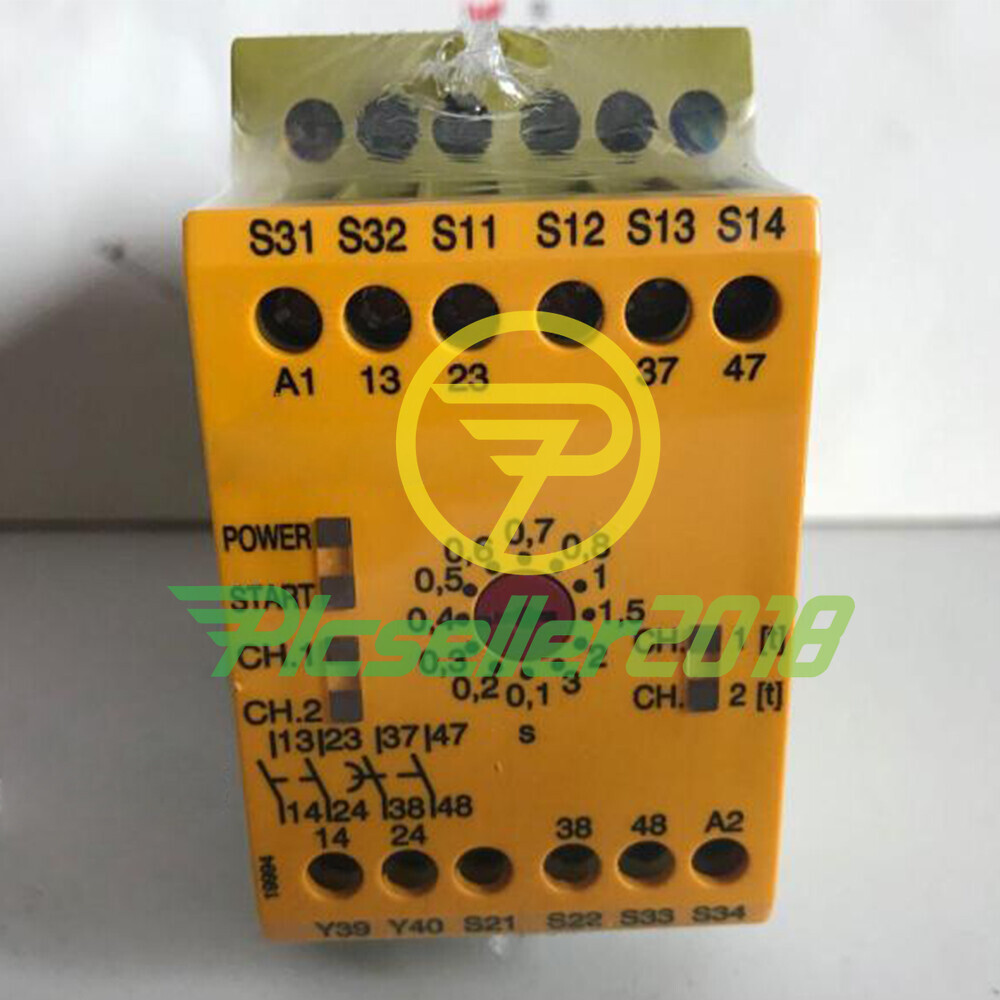 S31 S32 S11 S12 S13 S14
A1 13 23 37 47
POWER
START
CH.1
CH.2
0,7
0,6 0,8
0,5 1
0,4 1,5
0,3 2
0,2 0,1 3
s
CH. 1 [t]
CH. 2 [t]
Picseller2018
|13|23 |37|47
|14|24 |38|48
14 24 38 48 A2
19994
Y39 Y40 S21 S22 S33 S34